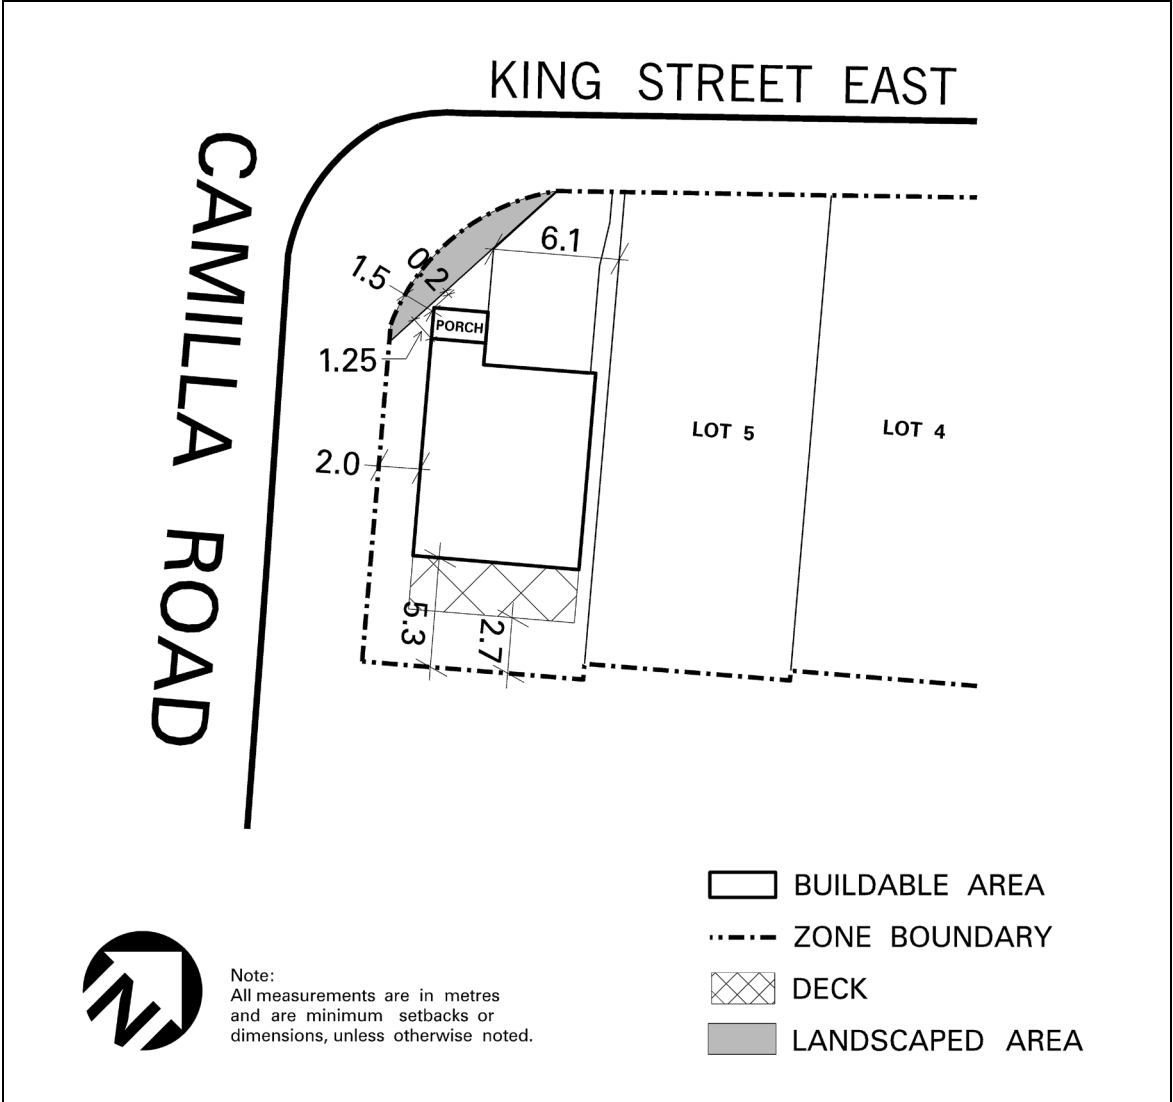 KING STREET EAST
CAMILLA ROAD
6.1
0.2
1.5
PORCH
1.25
2.0
LOT 5
LOT 4
5.3
2.7
BUILDABLE AREA
ZONE BOUNDARY
DECK
LANDSCAPED AREA
N
Note:
All measurements are in metres
and are minimum setbacks or
dimensions, unless otherwise noted.